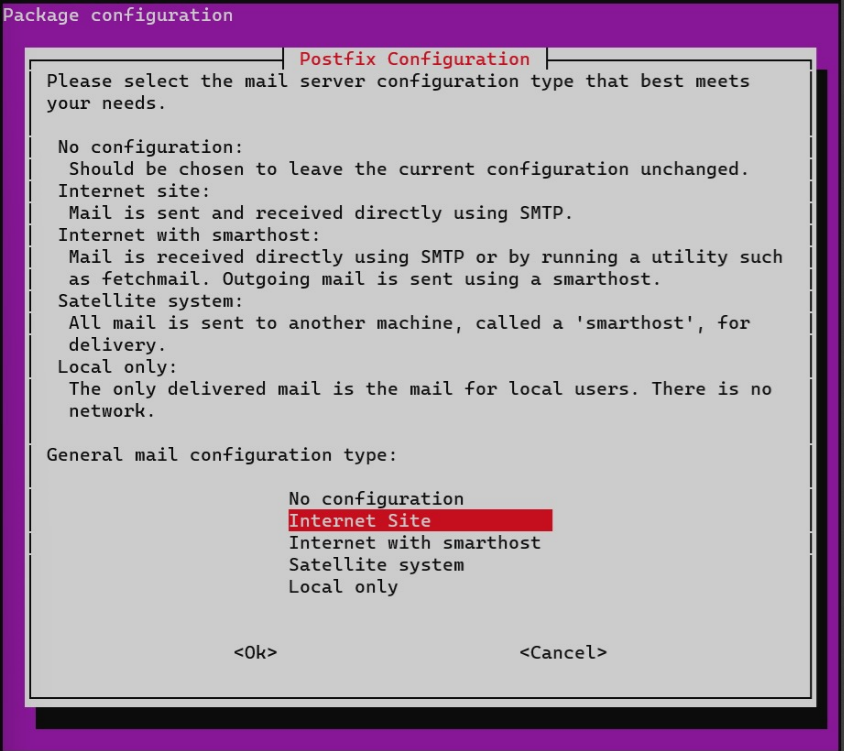 Package configuration
Postfix Configuration
Please select the mail server configuration type that best meets
your needs.
No configuration:
Should be chosen to leave the current configuration unchanged.
Internet site:
Mail is sent and received directly using SMTP.
Internet with smarthost:
Mail is received directly using SMTP or by running a utility such
as fetchmail. Outgoing mail is sent using a smarthost.
Satellite system:
All mail is sent to another machine, called a 'smarthost', for
delivery.
Local only:
The only delivered mail is the mail for local users. There is no
network.
General mail configuration type:
No configuration
Internet Site
Internet with smarthost
Satellite system
Local only
<Ok> <Cancel>